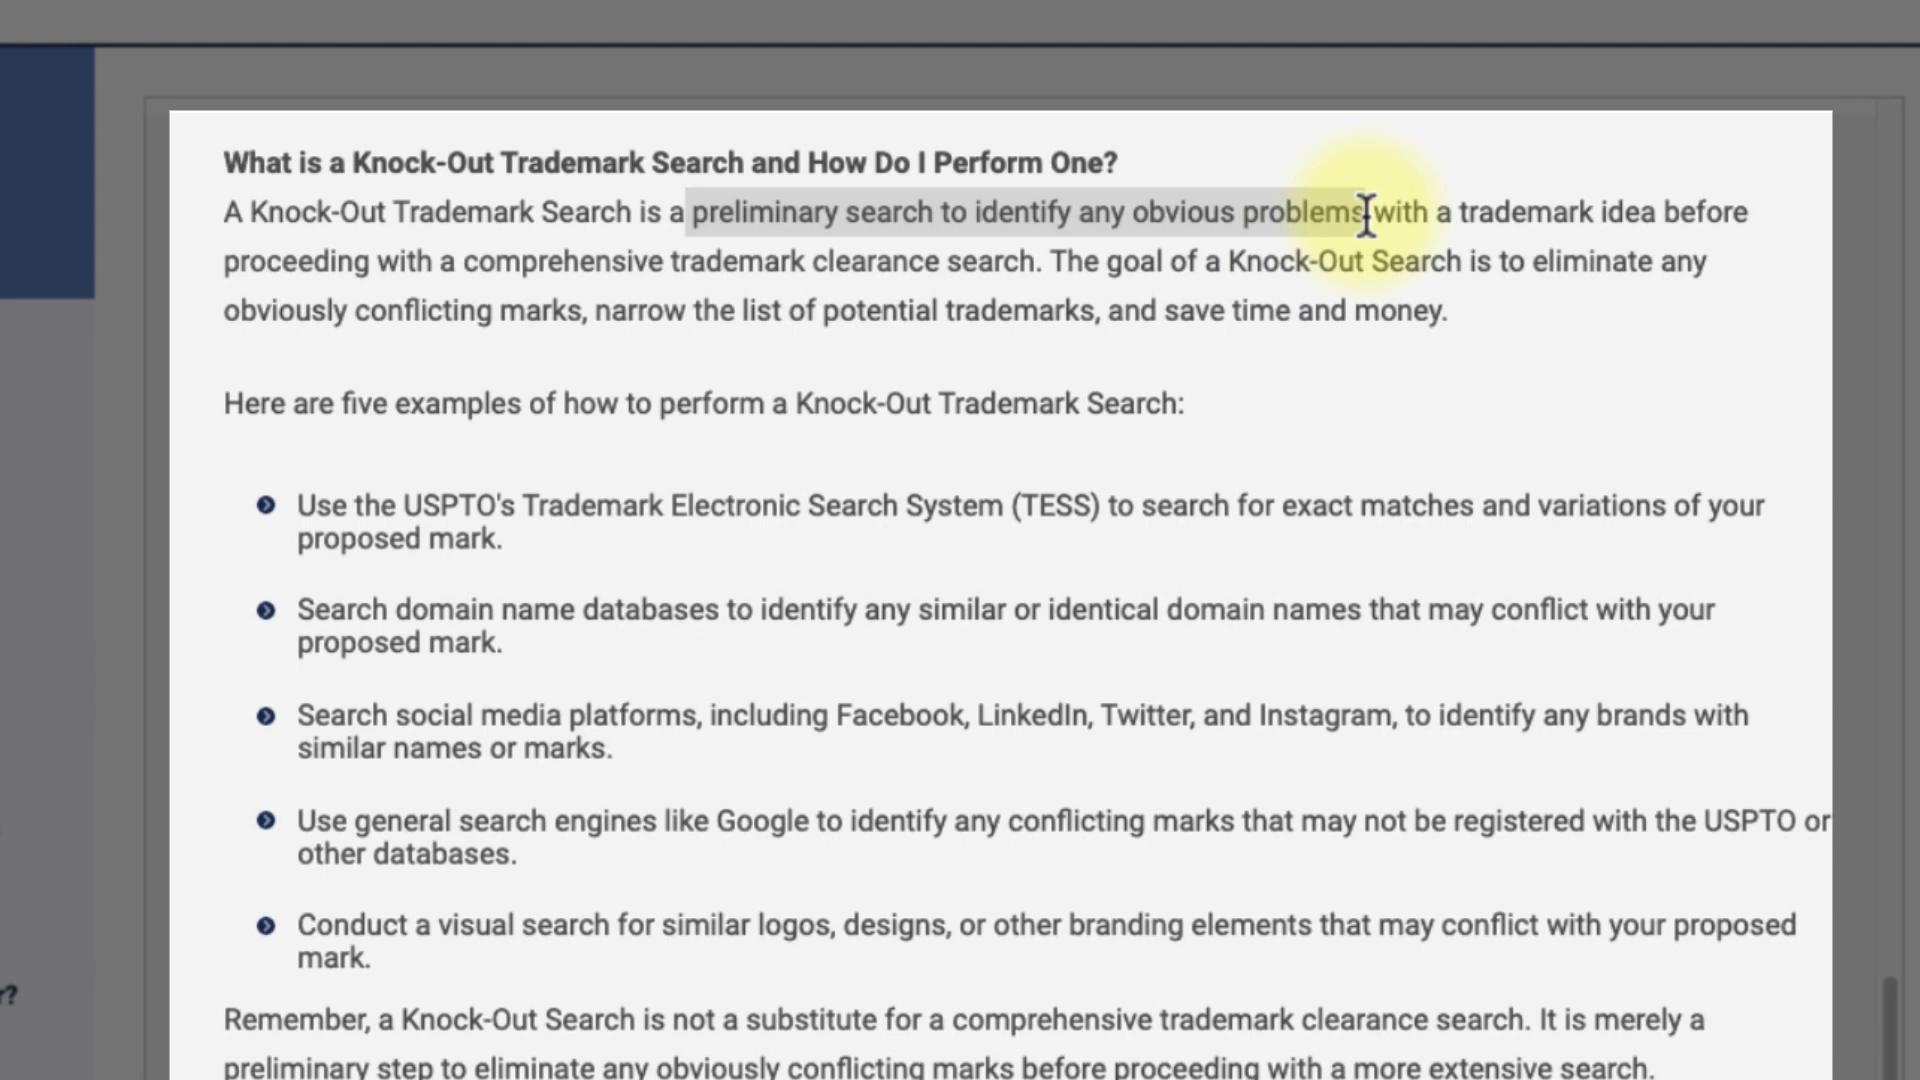 What is a Knock-Out Trademark Search and How Do I Perform One?
A Knock-Out Trademark Search is a preliminary search to identify any obvious problems with a trademark idea before
proceeding with a comprehensive trademark clearance search. The goal of a Knock-Out Search is to eliminate any
obviously conflicting marks, narrow the list of potential trademarks, and save time and money.
Here are five examples of how to perform a Knock-Out Trademark Search:
Use the USPTO's Trademark Electronic Search System (TESS) to search for exact matches and variations of your
proposed mark.
Search domain name databases to identify any similar or identical domain names that may conflict with your
proposed mark.
Search social media platforms, including Facebook, LinkedIn, Twitter, and Instagram, to identify any brands with
similar names or marks.
Use general search engines like Google to identify any conflicting marks that may not be registered with the USPTO or
other databases.
Conduct a visual search for similar logos, designs, or other branding elements that may conflict with your proposed
mark.
r?
Remember, a Knock-Out Search is not a substitute for a comprehensive trademark clearance search. It is merely a
preliminary step to eliminate any obviously conflicting marks before proceeding with a more extensive search.